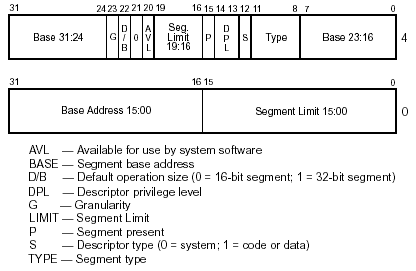 31 24 23 22 21 20 19 16 15 14 13 12 11 8 7 0
Base 31:24 G D/B 0 AVL Seg. Limit 19:16 P DPL S Type Base 23:16 4
31 16 15 0
Base Address 15:00 Segment Limit 15:00 0
AVL — Available for use by system software
BASE — Segment base address
D/B — Default operation size (0 = 16-bit segment; 1 = 32-bit segment)
DPL — Descriptor privilege level
G — Granularity
LIMIT — Segment Limit
P — Segment present
S — Descriptor type (0 = system; 1 = code or data)
TYPE — Segment type